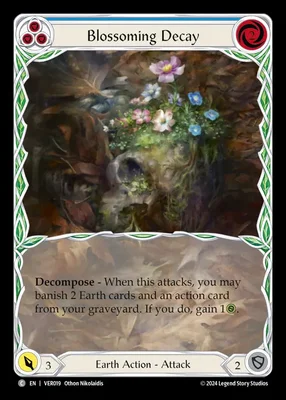 Blossoming Decay
Decompose - When this attacks, you may
banish 2 Earth cards and an action card
from your graveyard. If you do, gain 1.
3
Earth Action - Attack
2
C EN | VER019 Othon Nikolaidis
© 2024 Legend Story Studios